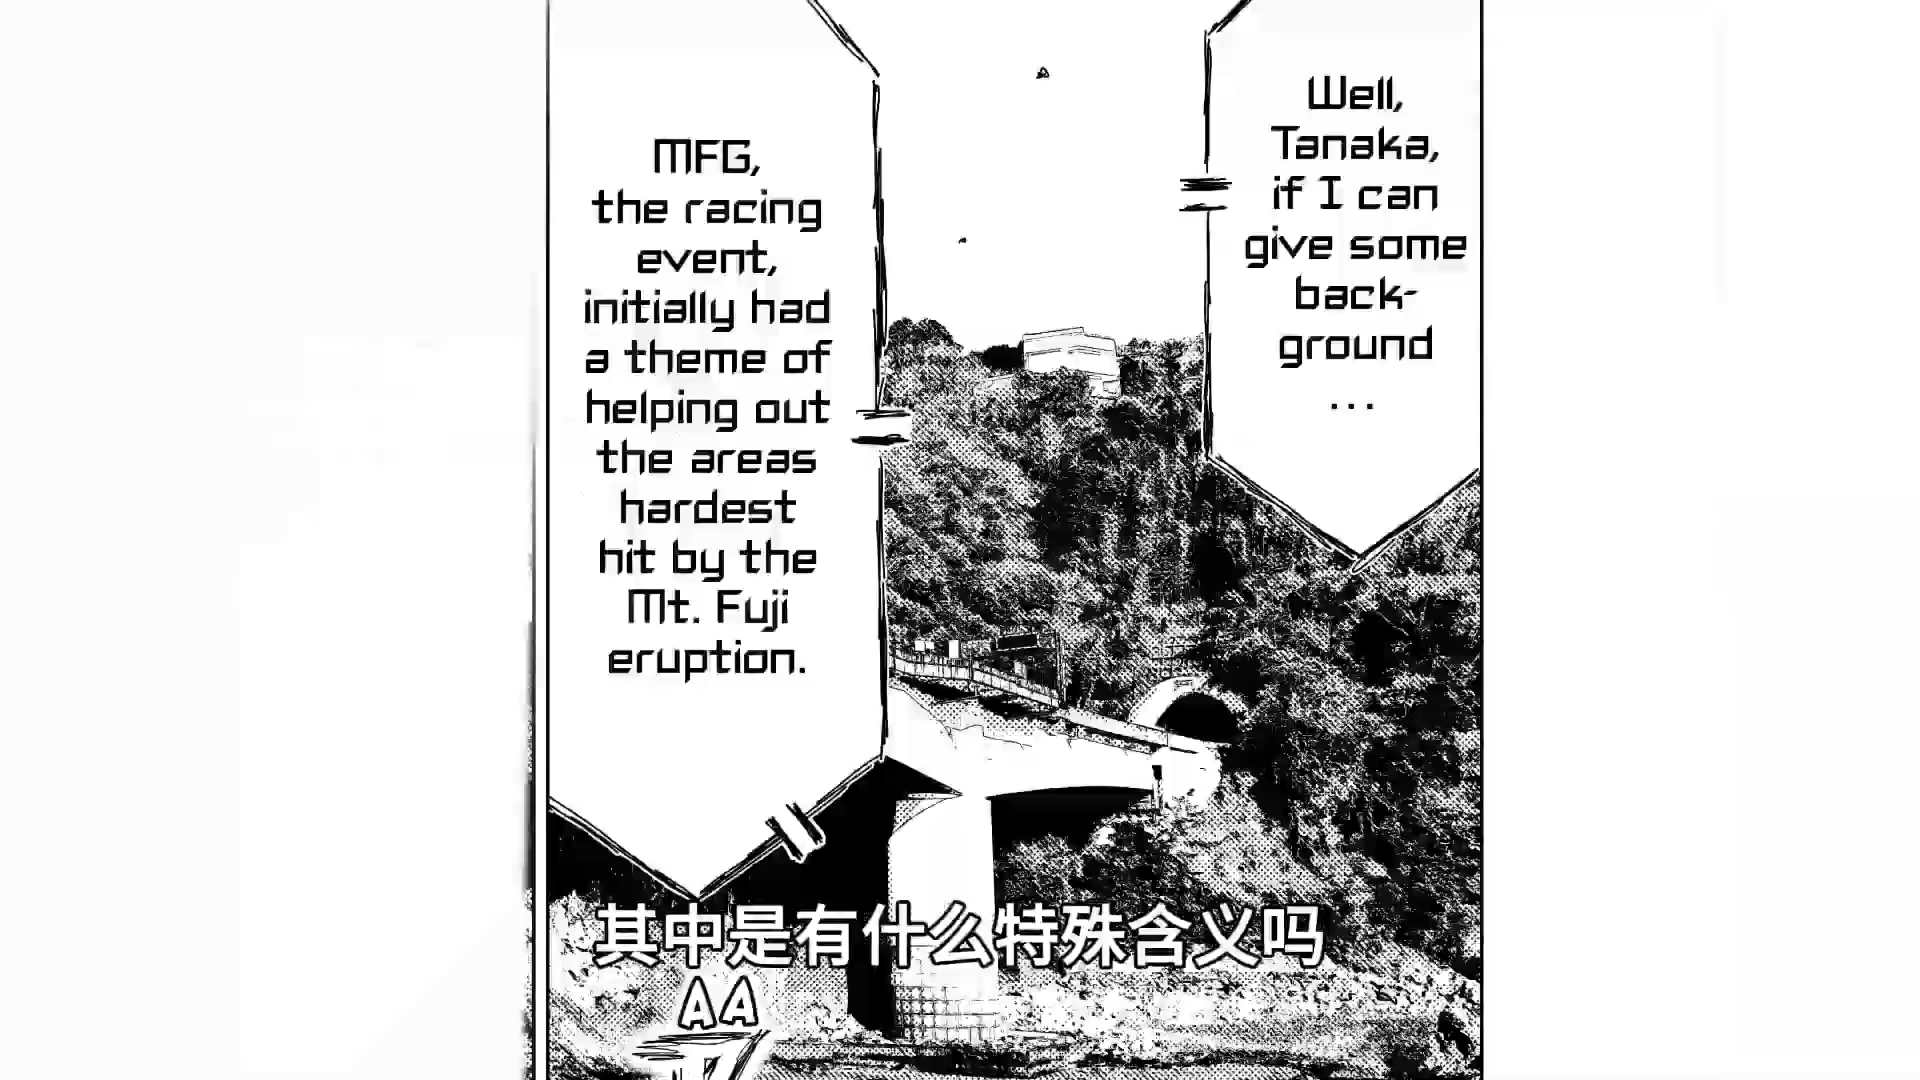 Well,
Tanaka,
if I can
give some
back-
ground
...
MFG,
the racing
event,
initially had
a theme of
helping out
the areas
hardest
hit by the
Mt. Fuji
eruption.
其中是有什么特殊含义吗
AA